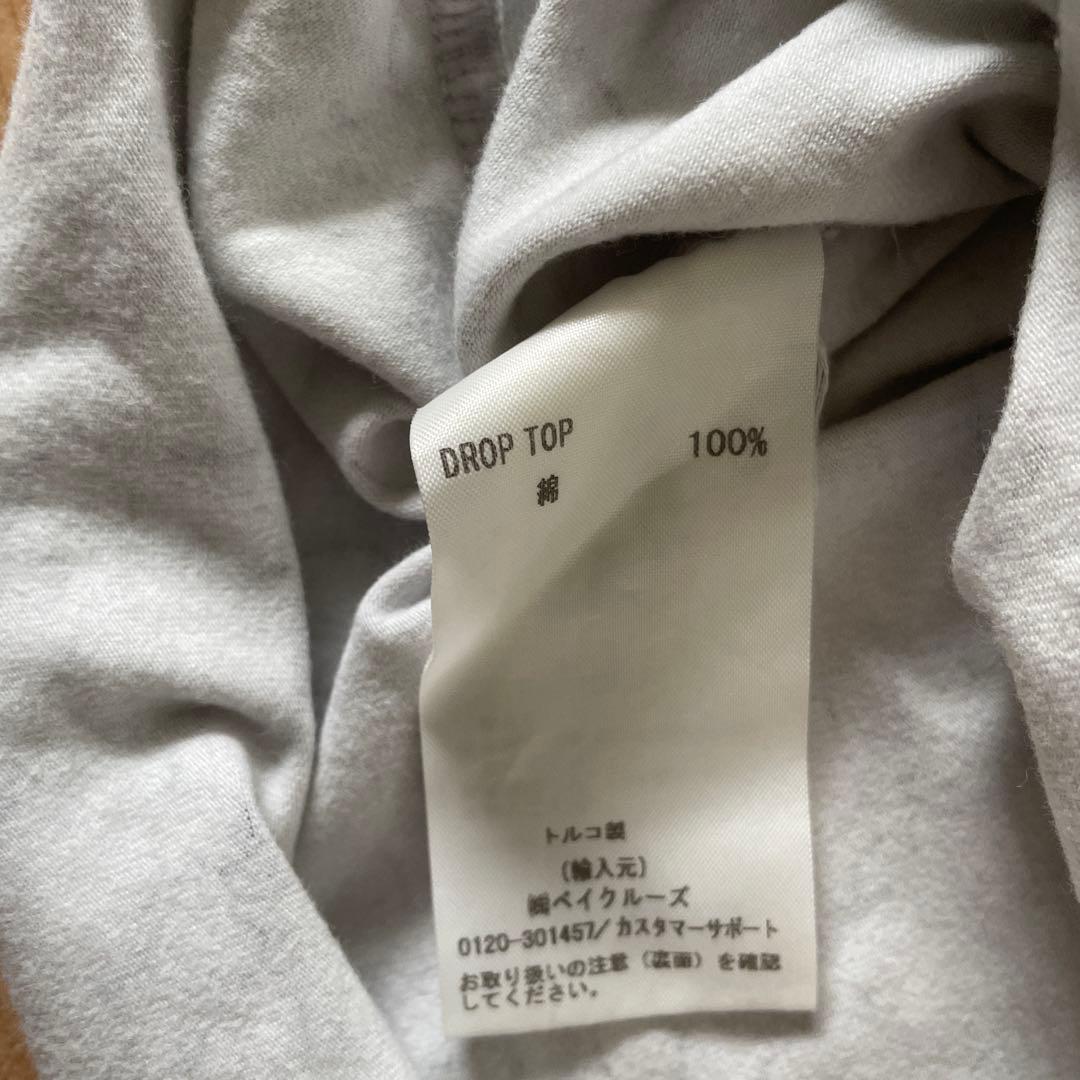 DROP TOP 100%
綿
トルコ製
(輸入元)
㈱ベイクルーズ
0120-301457/カスタマーサポート
お取り扱いの注意(裏面)を確認
してください。